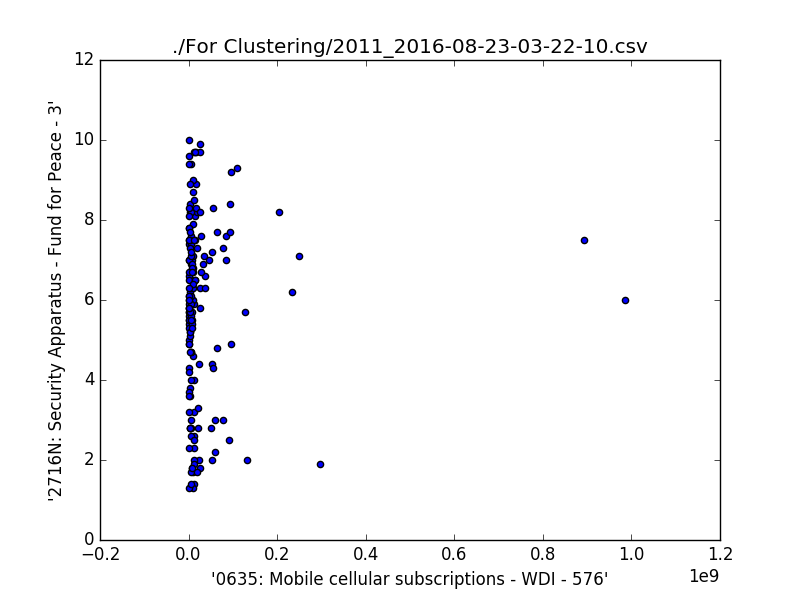 ./For Clustering/2011_2016-08-23-03-22-10.csv
12
10
8
6
4
2
0
'2716N: Security Apparatus - Fund for Peace - 3'
−0.2 0.0 0.2 0.4 0.6 0.8 1.0 1.2
1e9
'0635: Mobile cellular subscriptions - WDI - 576'